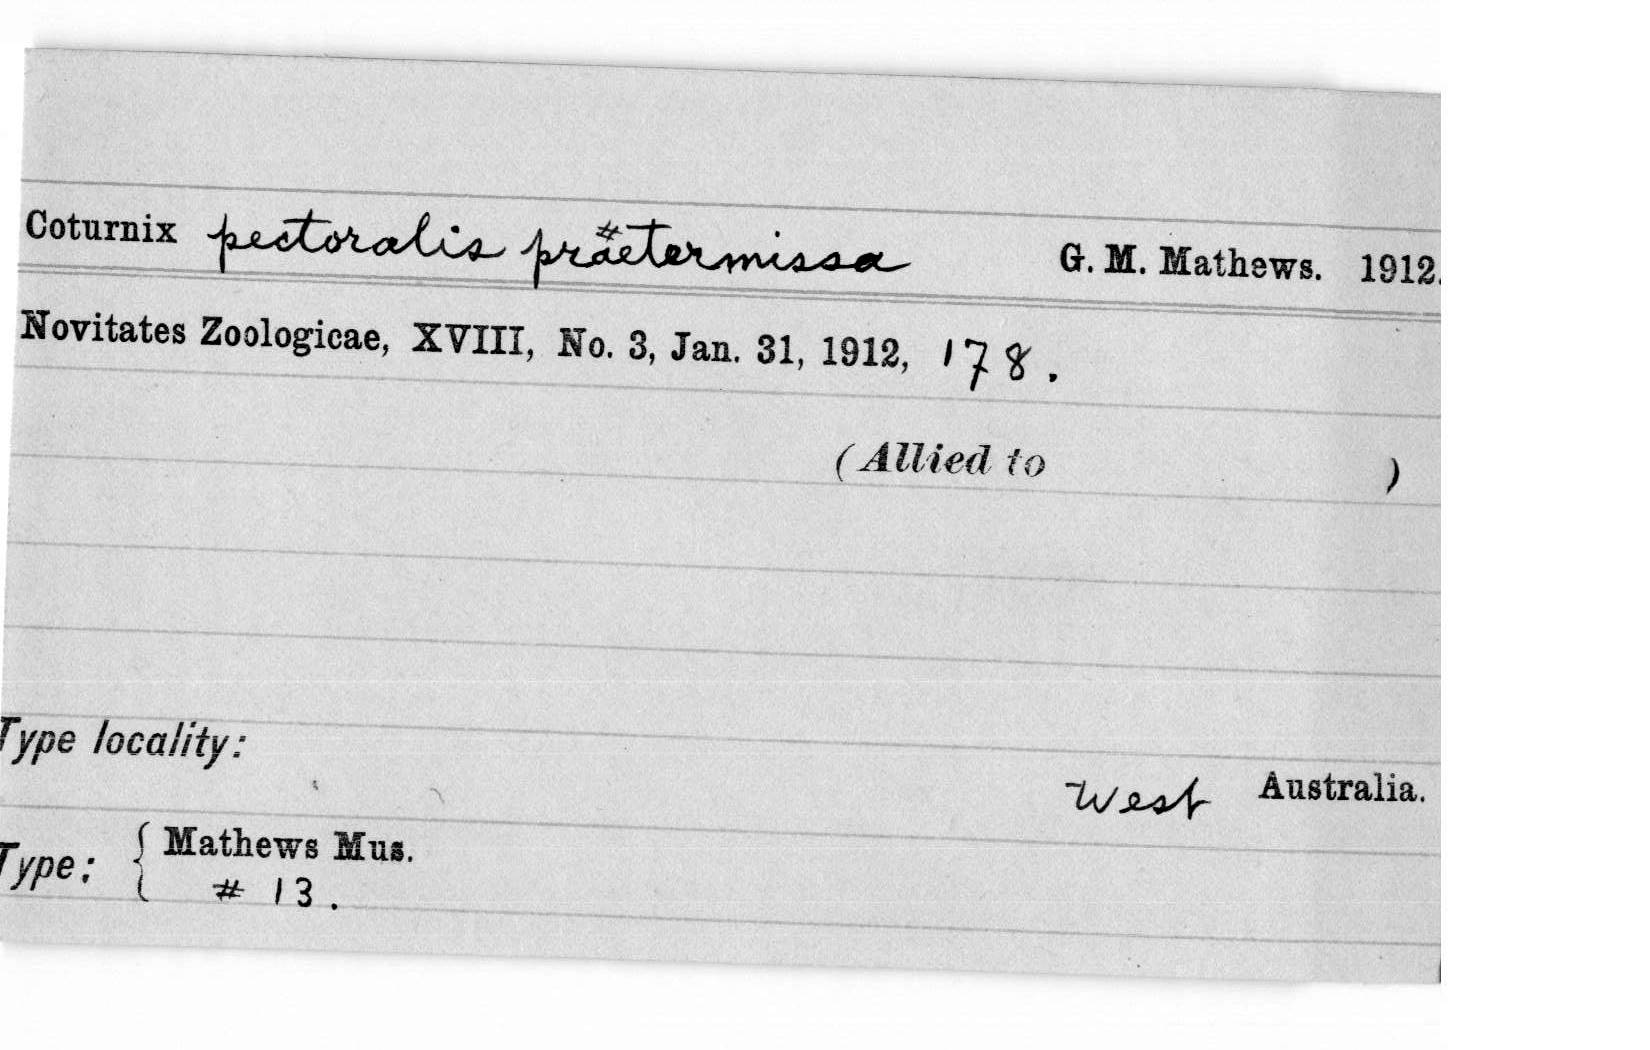 Coturnix pectoralis praetermissa G. M. Mathews. 1912.
Novitates Zoologicae, XVIII, No. 3, Jan. 31, 1912, 178.
(Allied to )
Type locality:
West Australia.
Type: { Mathews Mus.
# 13.